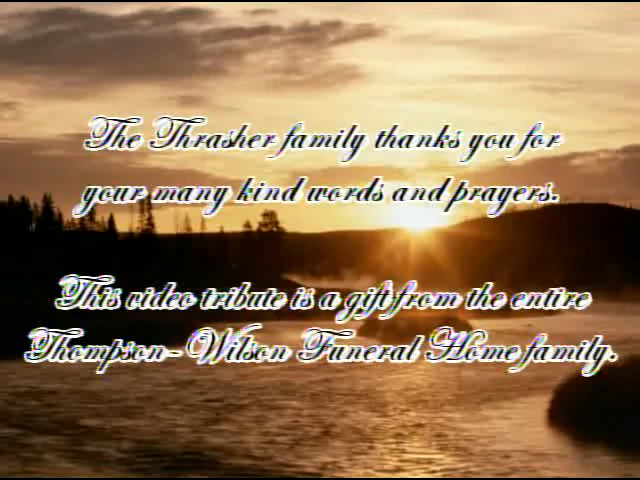 The Thrasher family thanks you for
your many kind words and prayers.
This video tribute is a gift from the entire
Thompson-Wilson Funeral Home family.